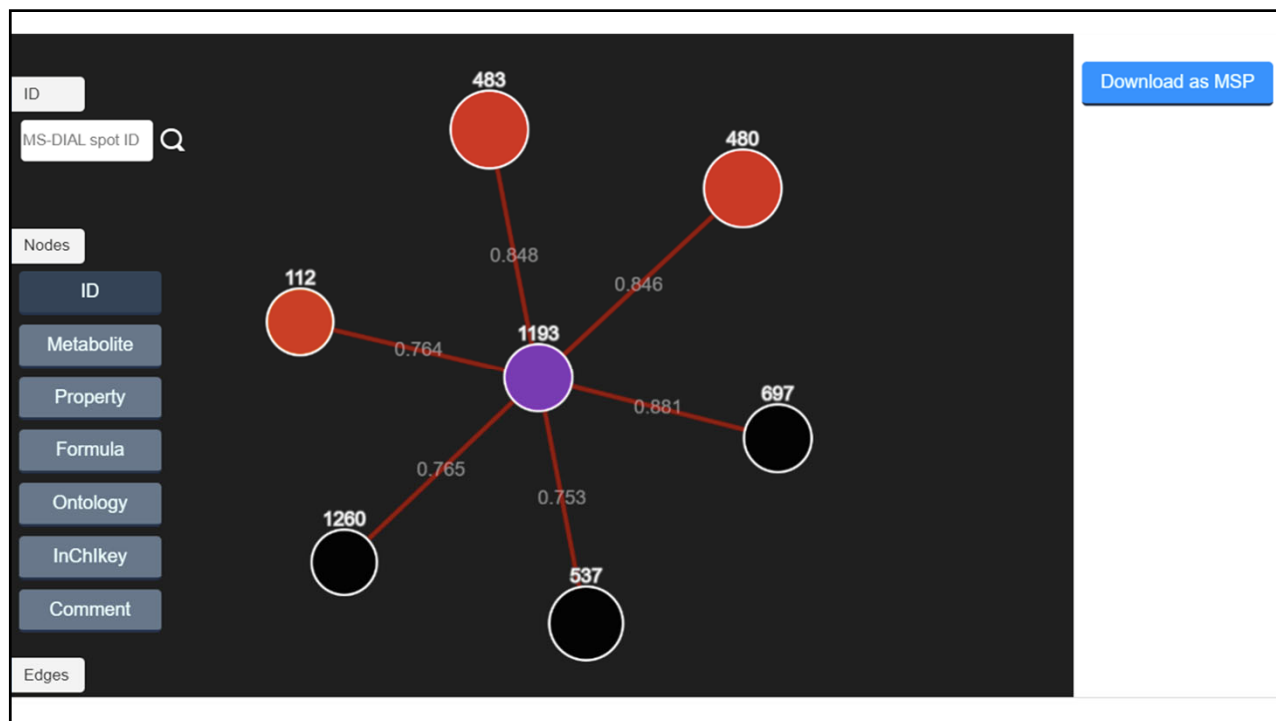 Download as MSP
ID
MS-DIAL spot ID
Nodes
ID
Metabolite
Property
Formula
Ontology
InChIkey
Comment
Edges
483
480
0.848
0.846
112
1193
0.764
697
0.881
0.765
0.753
1260
537